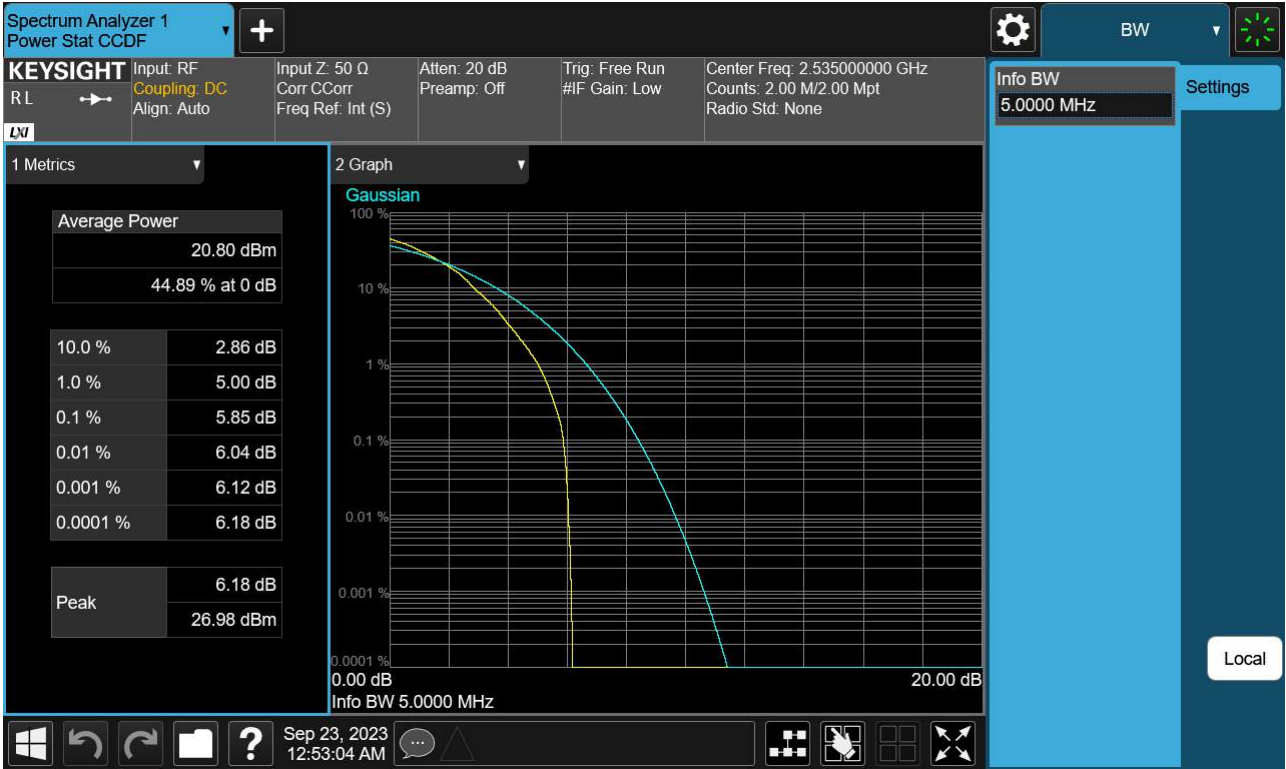 Spectrum Analyzer 1
Power Stat CCDF
+
BW
KEYSIGHT
R L
LXI
Input: RF
Coupling: DC
Align: Auto
Input Z: 50 Ω
Corr CCorr
Freq Ref: Int (S)
Atten: 20 dB
Preamp: Off
Trig: Free Run
#IF Gain: Low
Center Freq: 2.535000000 GHz
Counts: 2.00 M/2.00 Mpt
Radio Std: None
Info BW
5.0000 MHz
Settings
1 Metrics
Average Power
20.80 dBm
44.89 % at 0 dB
10.0 % 2.86 dB
1.0 % 5.00 dB
0.1 % 5.85 dB
0.01 % 6.04 dB
0.001 % 6.12 dB
0.0001 % 6.18 dB
Peak
6.18 dB
26.98 dBm
2 Graph
Gaussian
100 %
10 %
1 %
0.1 %
0.01 %
0.001 %
0.0001 %
0.00 dB 20.00 dB
Info BW 5.0000 MHz
Local
?
Sep 23, 2023
12:53:04 AM